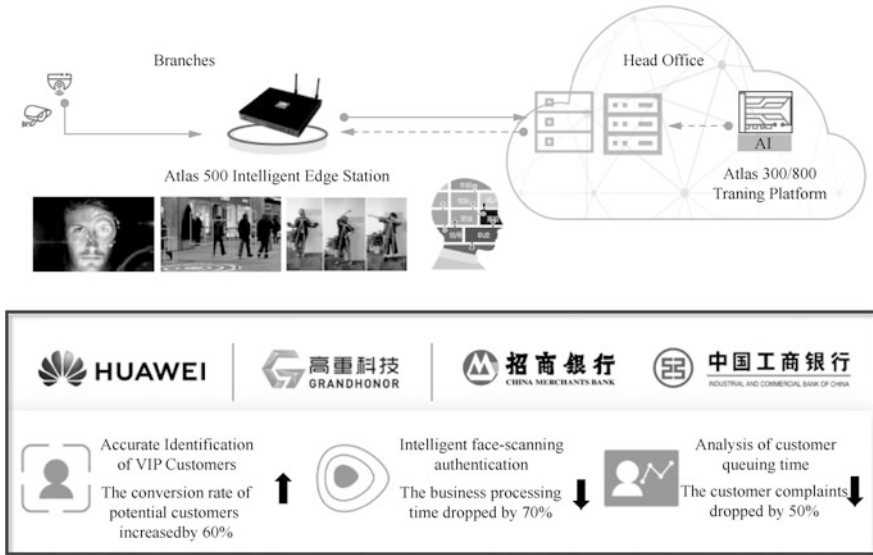 Branches
Head Office
AI
Atlas 500 Intelligent Edge Station
Atlas 300/800
Traning Platform
HUAWEI
高重科技
GRANDHONOR
招商银行
CHINA MERCHANTS BANK
中国工商银行
INDUSTRIAL AND COMMERCIAL BANK OF CHINA
Accurate Identification
of VIP Customers
The conversion rate of
potential customers
increasedby 60%
Intelligent face-scanning
authentication
The business processing
time dropped by 70%
Analysis of customer
queuing time
The customer complaints
dropped by 50%